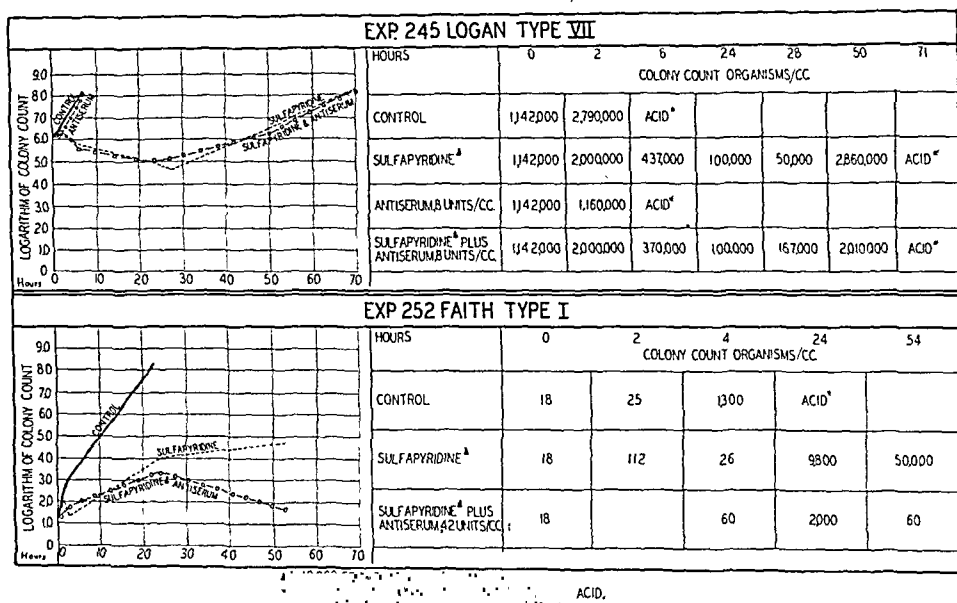 EXP. 245 LOGAN TYPE VII
HOURS 0 2 6 24 28 50 71
COLONY COUNT ORGANISMS/CC.
CONTROL 1,142,000 2,790,000 ACID
SULFAPYRIDINE 1,142,000 2,000,000 437,000 100,000 50,000 2,860,000 ACID
ANTISERUM, 8 UNITS/CC. 1,142,000 1,160,000 ACID
SULFAPYRIDINE PLUS
ANTISERUM, 8 UNITS/CC. 1,142,000 2,000,000 370,000 100,000 167,000 2,010,000 ACID
LOGARITHM OF COLONY COUNT
9.0
8.0
7.0
6.0
5.0
4.0
3.0
2.0
1.0
0
Hours 0 10 20 30 40 50 60 70
CONTROL
ANTISERUM
SULFAPYRIDINE
SULFAPYRIDINE & ANTISERUM
EXP 252 FAITH TYPE I
HOURS 0 2 4 24 54
COLONY COUNT ORGANISMS/CC.
CONTROL 18 25 1,300 ACID
SULFAPYRIDINE 18 112 26 9,800 50,000
SULFAPYRIDINE PLUS
ANTISERUM, 42 UNITS/CC. 18 60 2,000 60
LOGARITHM OF COLONY COUNT
9.0
8.0
7.0
6.0
5.0
4.0
3.0
2.0
1.0
0
Hours 0 10 20 30 40 50 60 70
CONTROL
SULFAPYRIDINE
SULFAPYRIDINE & ANTISERUM
ACID.